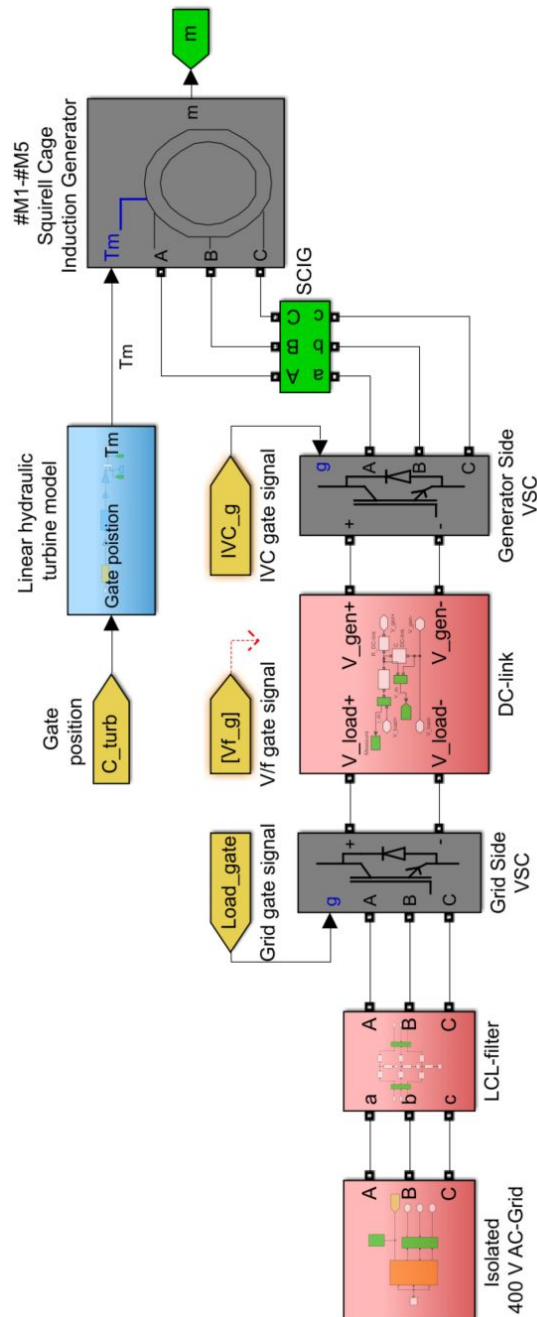 Gate
position
C_turb
Linear hydraulic
turbine model
Gate poistion
Tm
Tm
#M1-#M5
Squirell Cage
Induction Generator
Tm
m
m
A
B
C
Load_gate
Grid gate signal
[Vf_g]
V/f gate signal
IVC_g
IVC gate signal
A
B
C
a
b
c
SCIG
Isolated
400 V AC-Grid
A
B
C
LCL-filter
a
b
c
A
B
C
Grid Side
VSC
g
A
B
C
+
-
DC-link
V_load+
V_load-
V_gen+
V_gen-
Generator Side
VSC
g
+
-
A
B
C